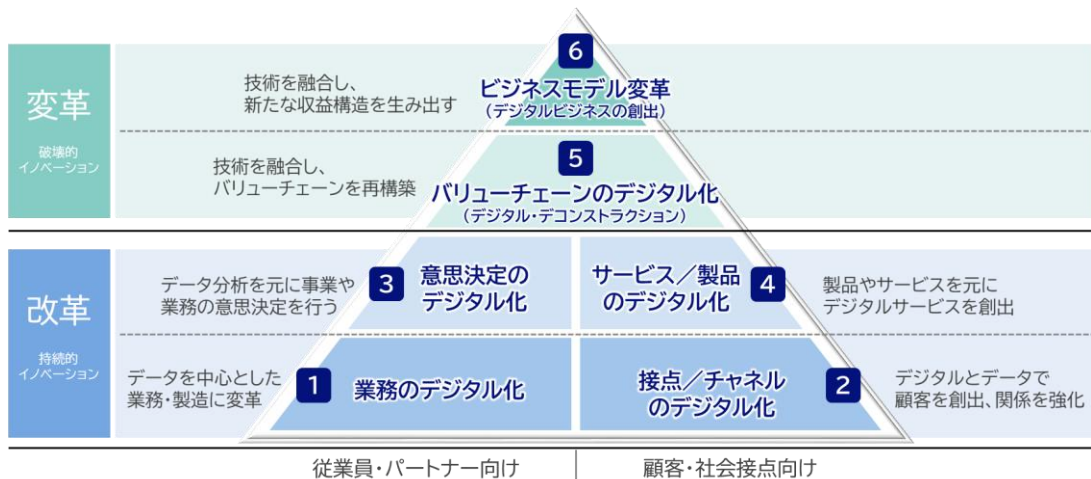 変革
破壊的
イノベーション
技術を融合し、
新たな収益構造を生み出す
6
ビジネスモデル変革
(デジタルビジネスの創出)
技術を融合し、
バリューチェーンを再構築
5
バリューチェーンのデジタル化
(デジタル・デコンストラクション)
改革
持続的
イノベーション
データ分析を元に事業や
業務の意思決定を行う
3
意思決定の
デジタル化
サービス/製品
のデジタル化
4
製品やサービスを元に
デジタルサービスを創出
データを中心とした
業務・製造に変革
1
業務のデジタル化
接点/チャネル
のデジタル化
2
デジタルとデータで
顧客を創出、関係を強化
従業員・パートナー向け
顧客・社会接点向け